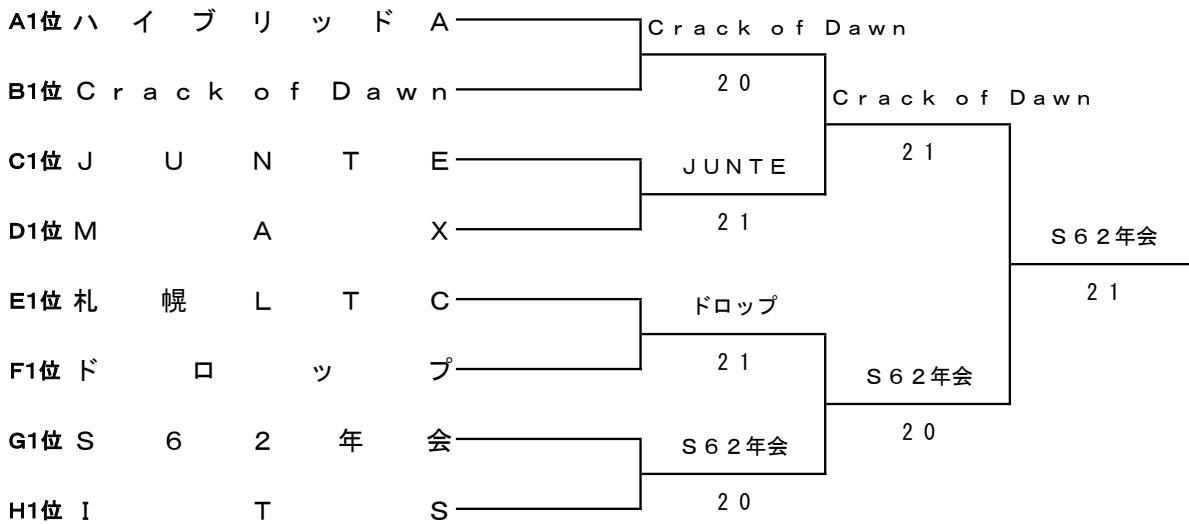 A1位 ハイブリッドA
Crack of Dawn
20
B1位 Crack of Dawn
Crack of Dawn
21
C1位 JUNTE
JUNTE
21
D1位 MAX
S62年会
21
E1位 札幌LTC
ドロップ
21
F1位 ドロップ
S62年会
20
G1位 S62年会
S62年会
20
H1位 ITS